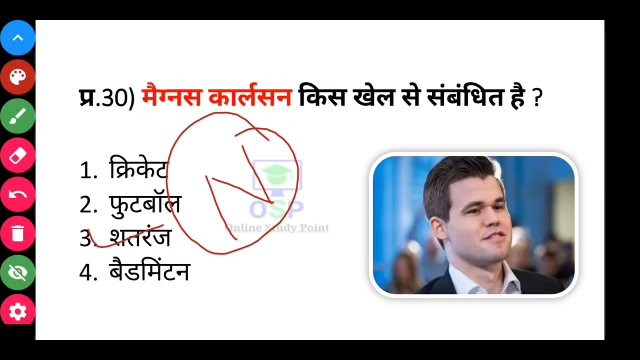 प्र.30) मैग्नस कार्लसन किस खेल से संबंधित है ?
1. क्रिकेट
2. फुटबॉल
3. शतरंज
4. बैडमिंटन
N
OSP
Online Study Point